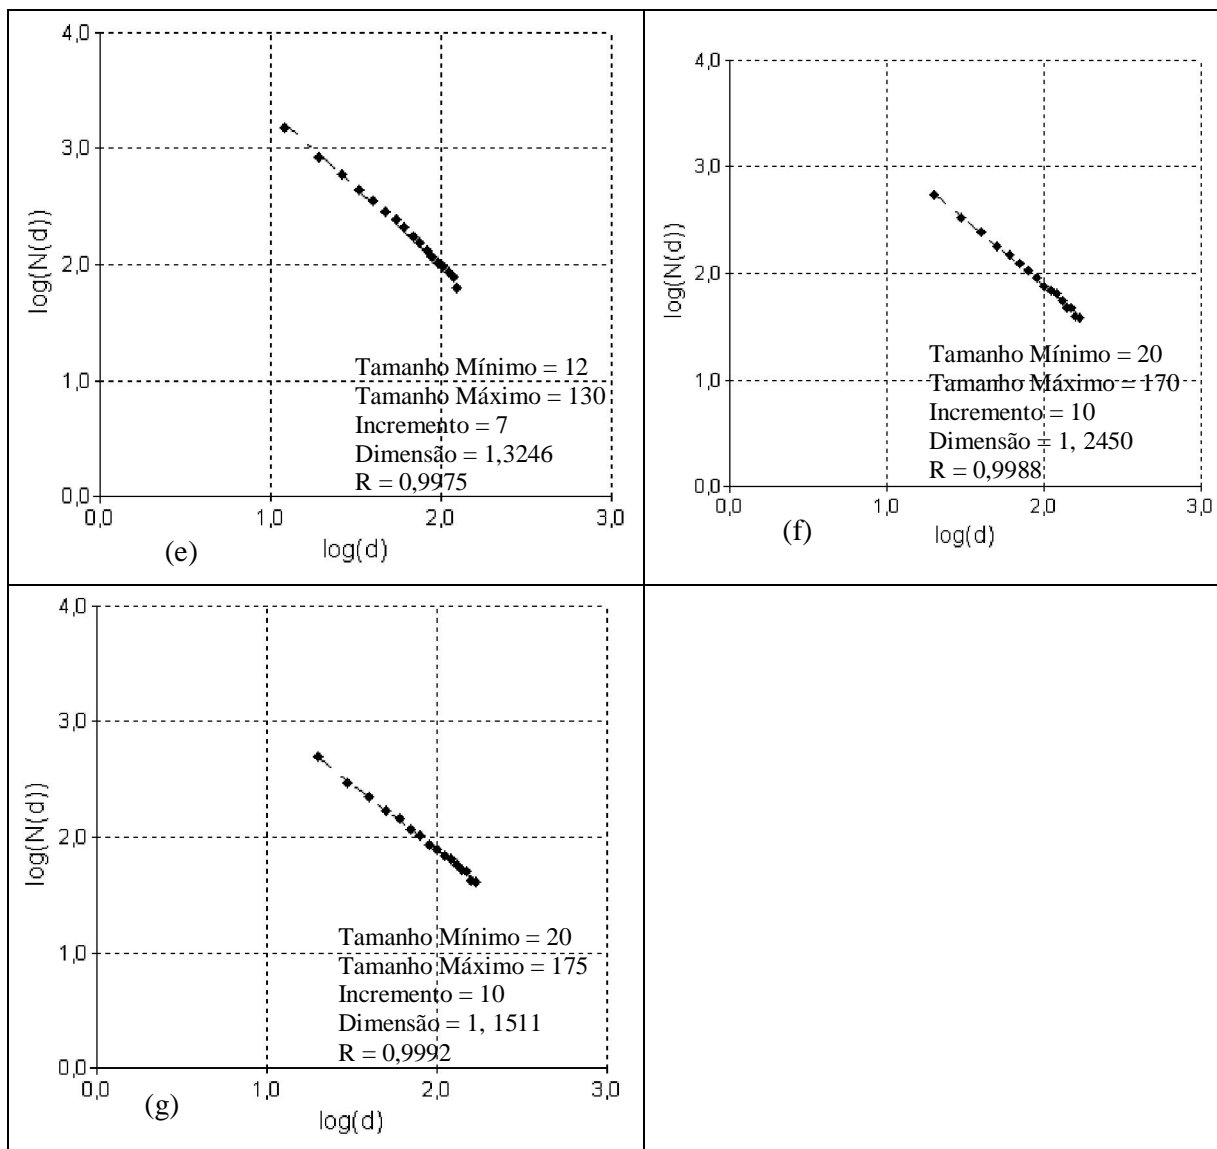 4,0
3,0
2,0
1,0
0,0
log(N(d))
Tamanho Mínimo = 12
Tamanho Máximo = 130
Incremento = 7
Dimensão = 1,3246
R = 0,9975
0,0 1,0 2,0 3,0
(e) log(d)
4,0
3,0
2,0
1,0
0,0
log(N(d))
Tamanho Mínimo = 20
Tamanho Máximo = 170
Incremento = 10
Dimensão = 1, 2450
R = 0,9988
0,0 1,0 2,0 3,0
(f) log(d)
4,0
3,0
2,0
1,0
0,0
log(N(d))
Tamanho Mínimo = 20
Tamanho Máximo = 175
Incremento = 10
Dimensão = 1, 1511
R = 0,9992
0,0 1,0 2,0 3,0
(g) log(d)